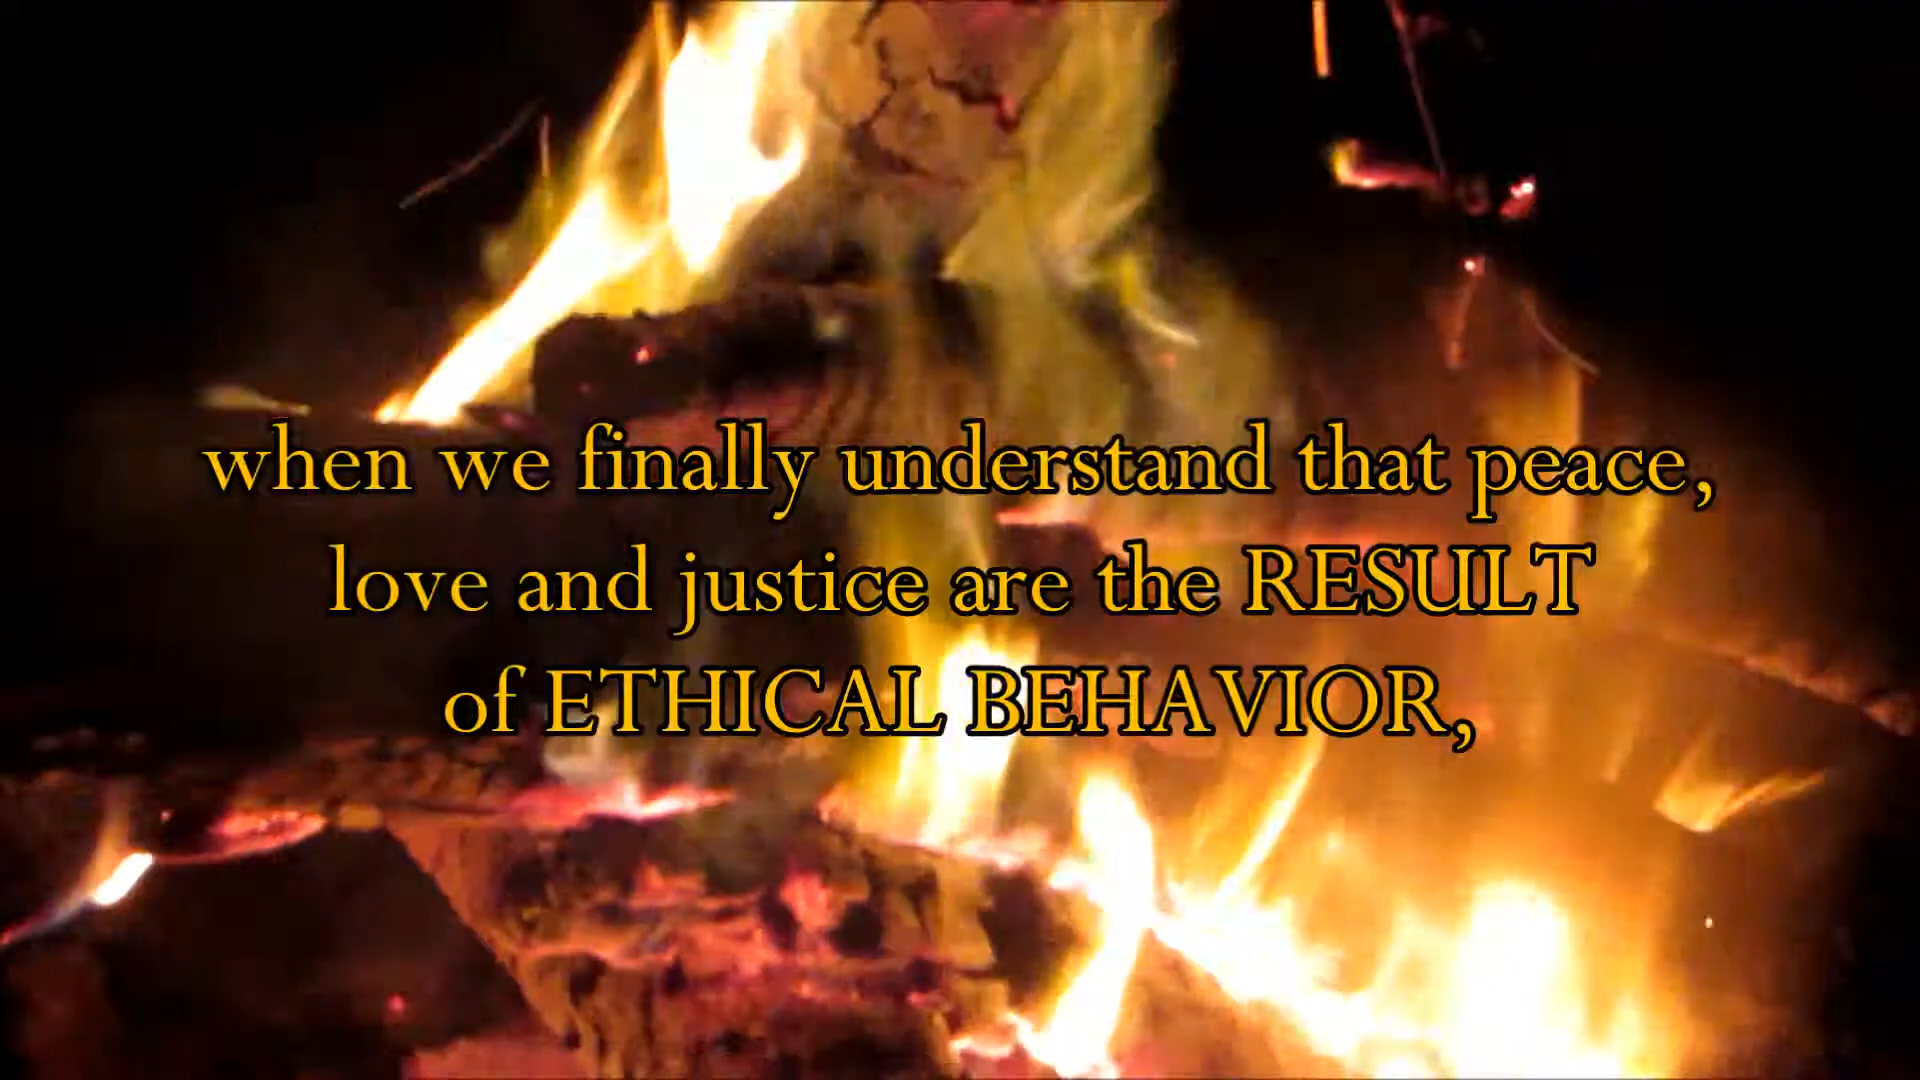 when we finally understand that peace,
love and justice are the RESULT
of ETHICAL BEHAVIOR,